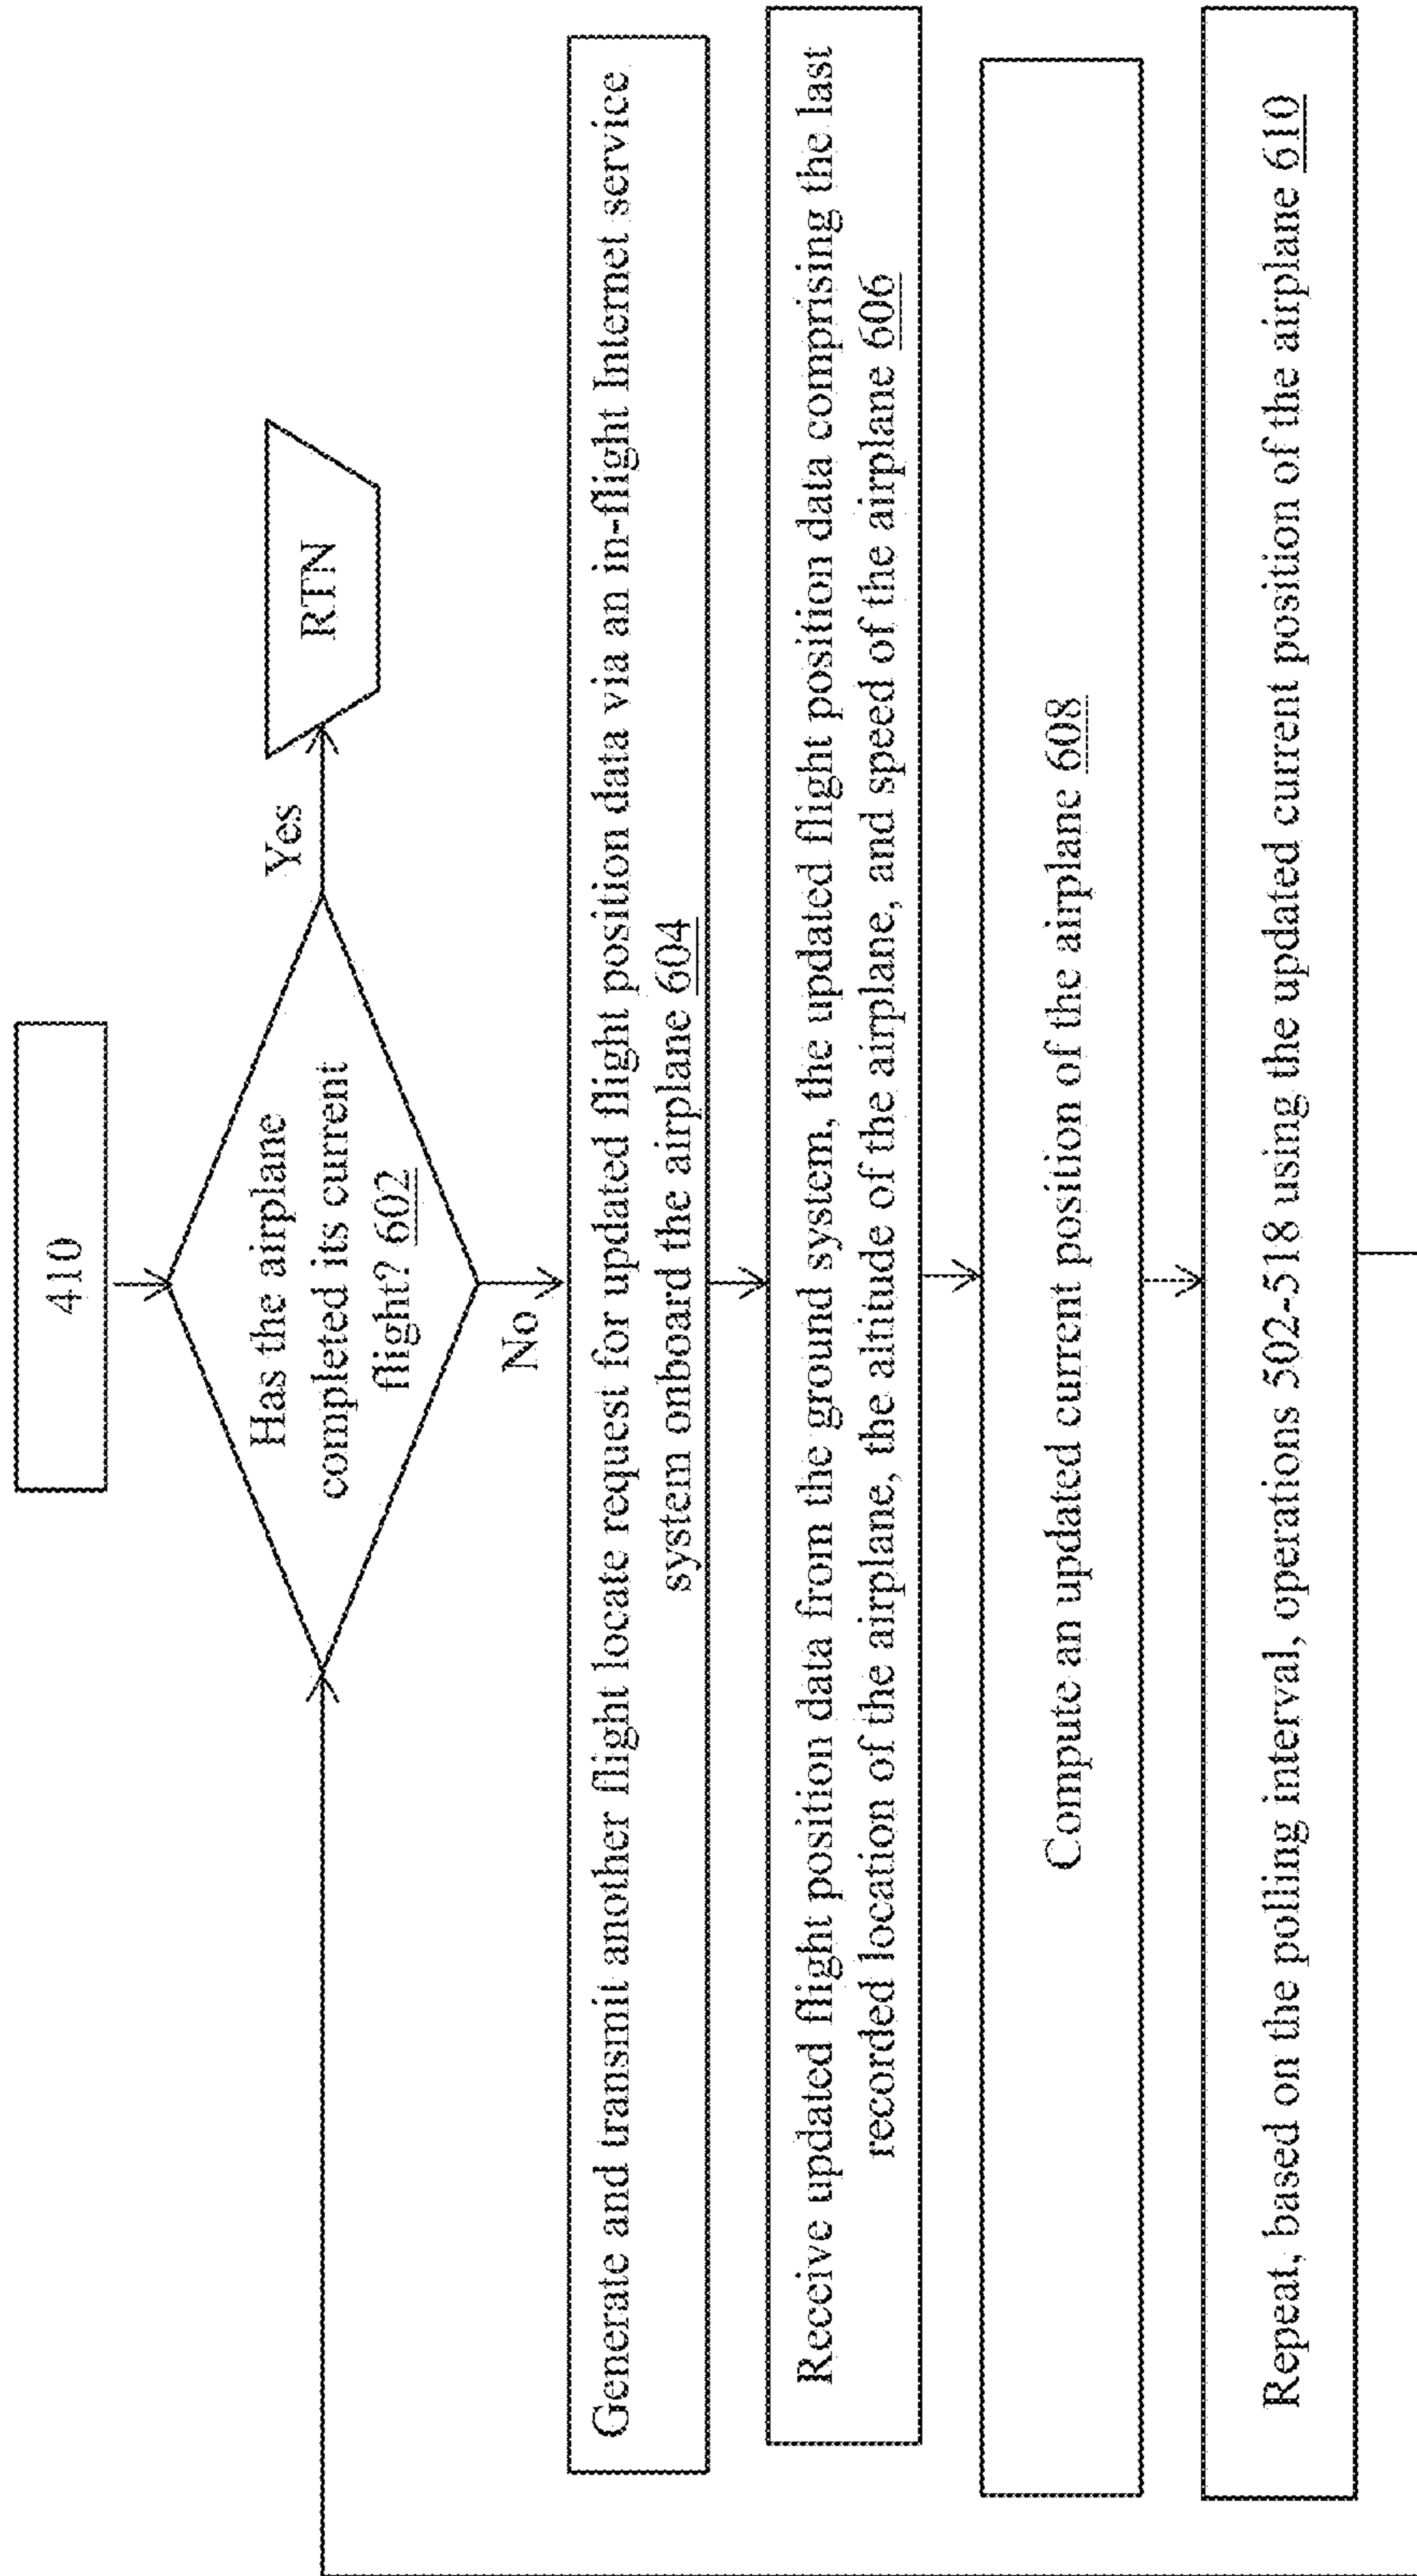 410
Has the airplane
completed its current
flight? 602
Yes
RTN
No
Generate and transmit another flight locate request for updated flight position data via an in-flight Internet service
system onboard the airplane 604
Receive updated flight position data from the ground system, the updated flight position data comprising the last
recorded location of the airplane, the altitude of the airplane, and speed of the airplane 606
Compute an updated current position of the airplane 608
Repeat, based on the polling interval, operations 502-518 using the updated current position of the airplane 610